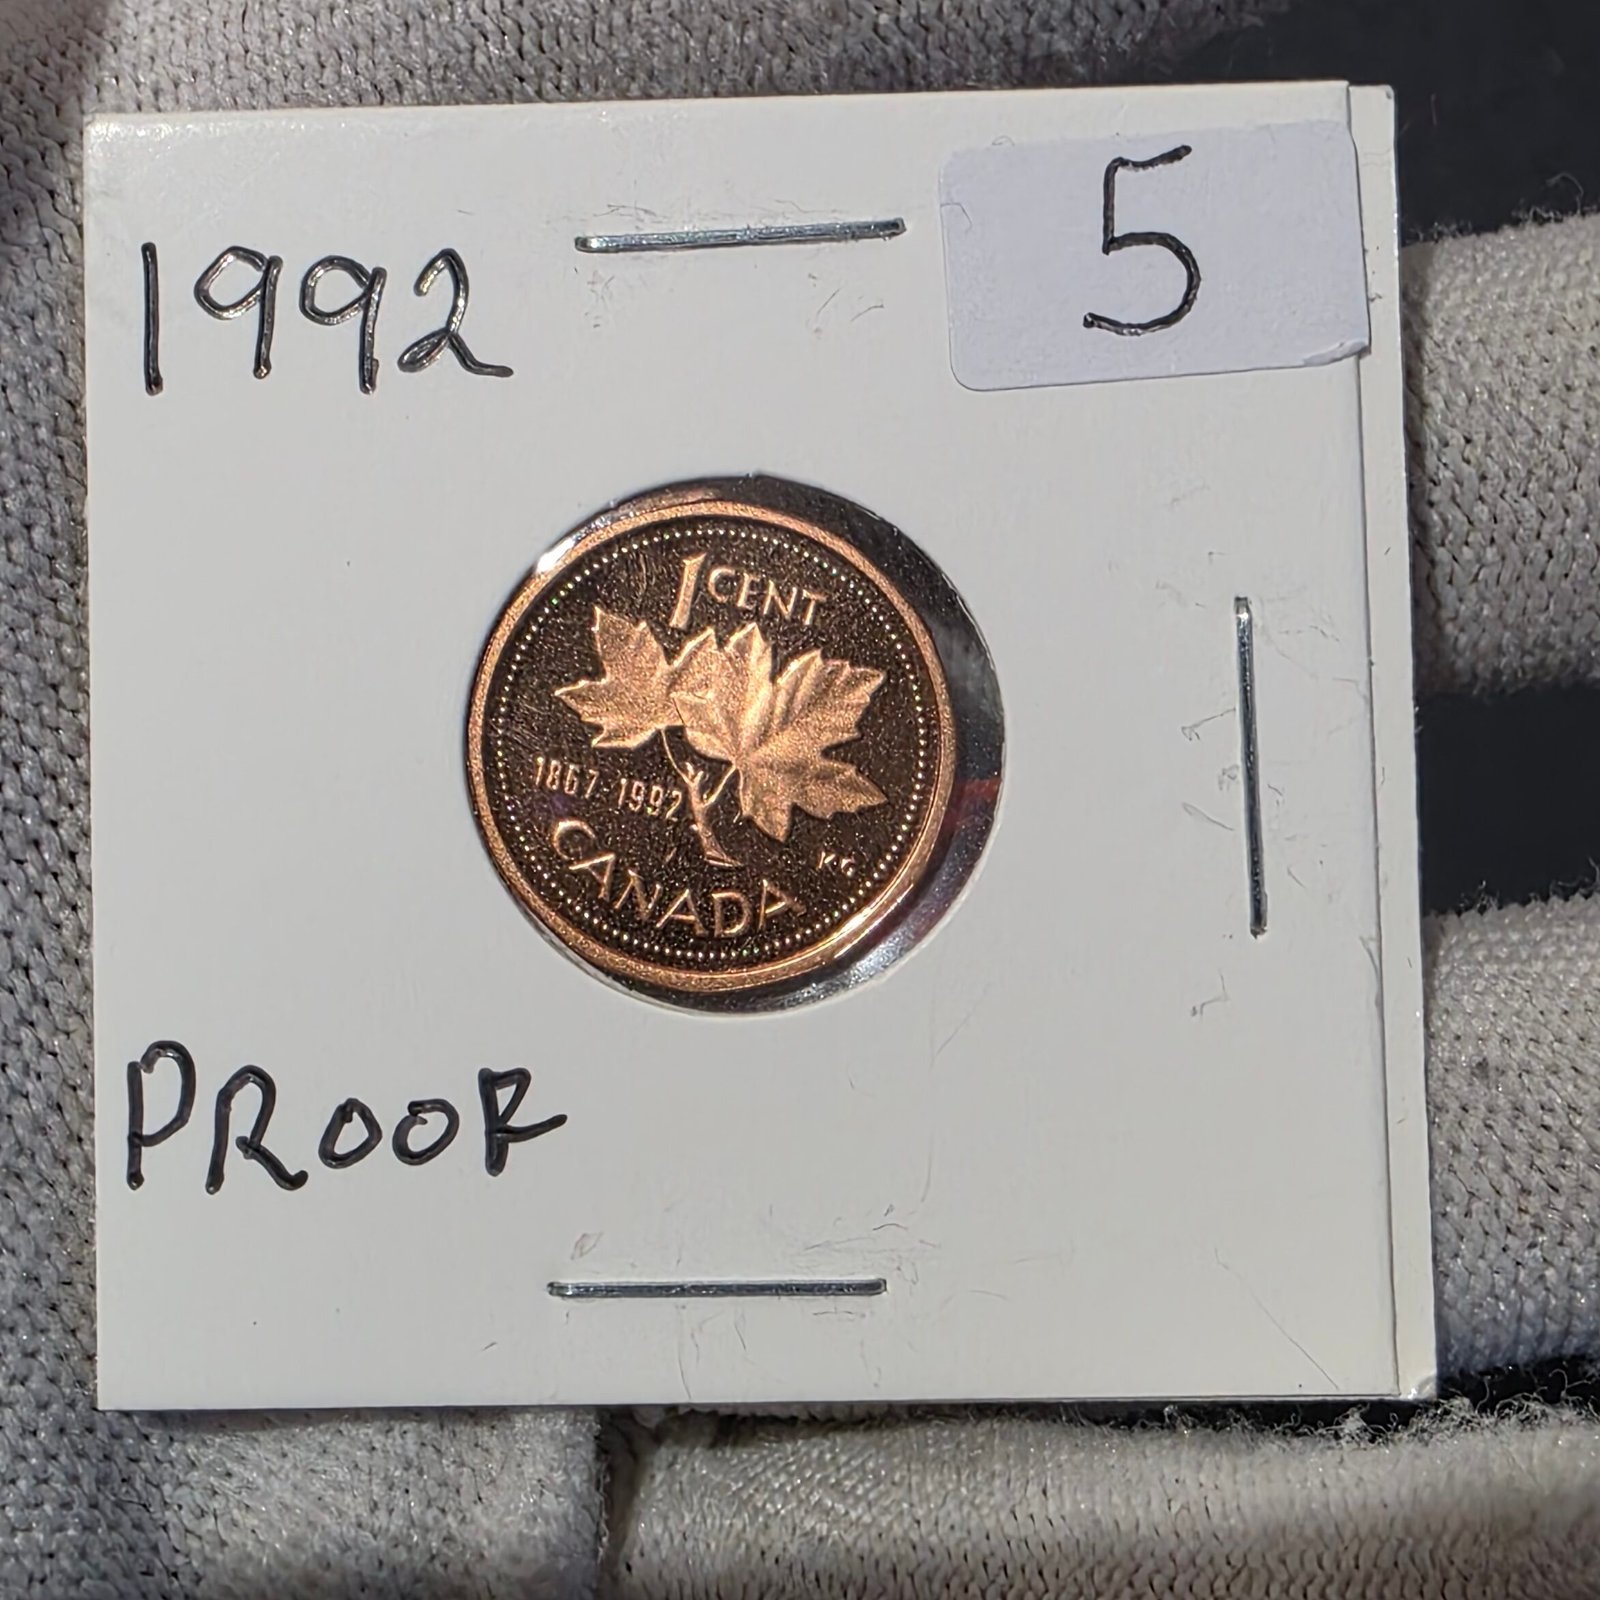 1992
5
1 CENT
1867-1992
KG
CANADA
PROOF